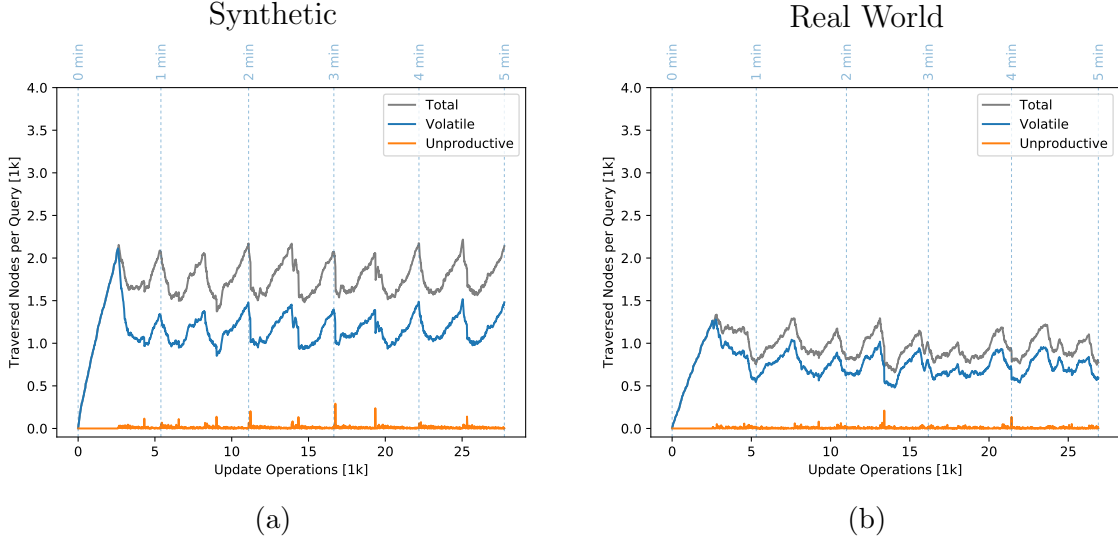 Synthetic
0 min 1 min 2 min 3 min 4 min 5 min
4.0
3.5
3.0
2.5
2.0
1.5
1.0
0.5
0.0
Traversed Nodes per Query [1k]
Total
Volatile
Unproductive
0 5 10 15 20 25
Update Operations [1k]
(a)
Real World
0 min 1 min 2 min 3 min 4 min 5 min
4.0
3.5
3.0
2.5
2.0
1.5
1.0
0.5
0.0
Traversed Nodes per Query [1k]
Total
Volatile
Unproductive
0 5 10 15 20 25
Update Operations [1k]
(b)